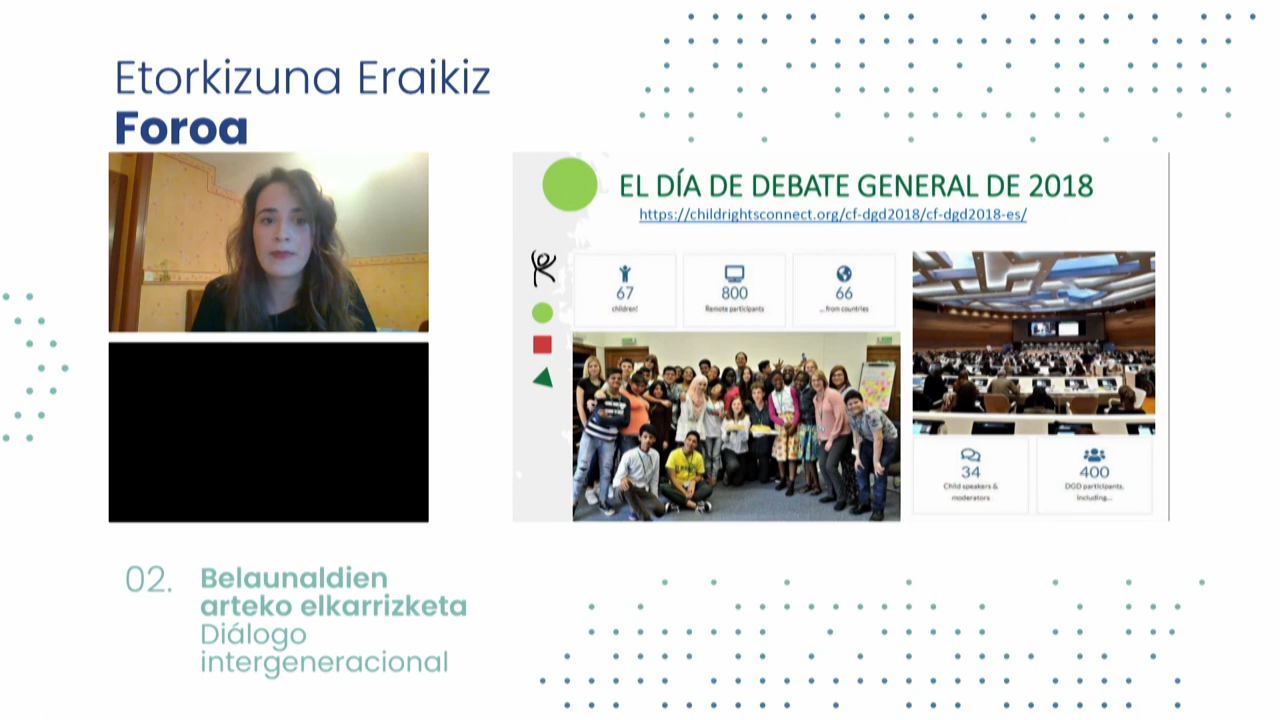 Etorkizuna Eraikiz
Foroa
EL DÍA DE DEBATE GENERAL DE 2018
https://childrightsconnect.org/cf-dgd2018/cf-dgd2018-es/
67
children!
800
Remote participants
66
...from countries
34
Child speakers &
moderators
400
DGD participants,
including...
02.
Belaunaldien
arteko elkarrizketa
Diálogo
intergeneracional